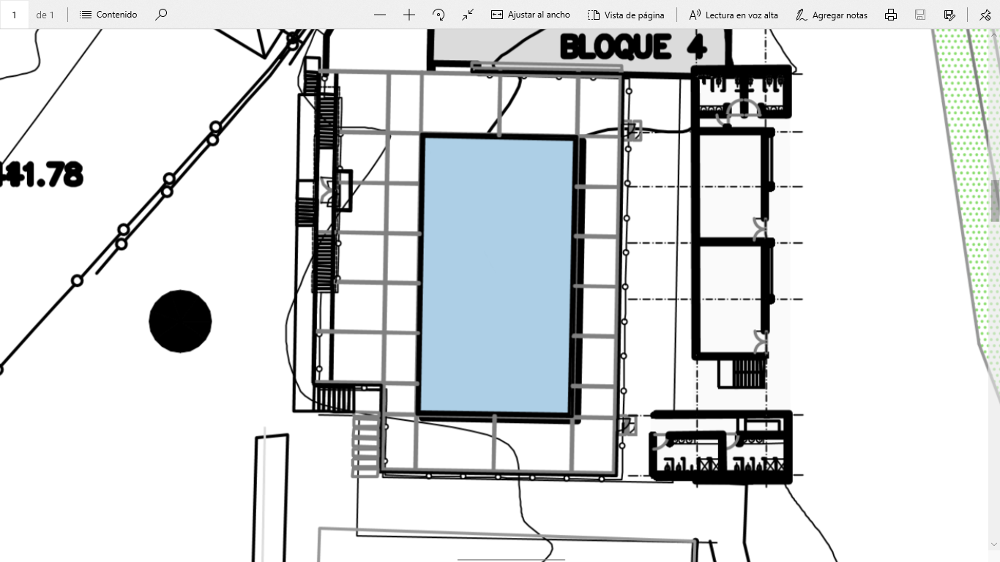 1 de 1 Contenido Ajustar al ancho Vista de página Lectura en voz alta Agregar notas
BLOQUE 4
41.78